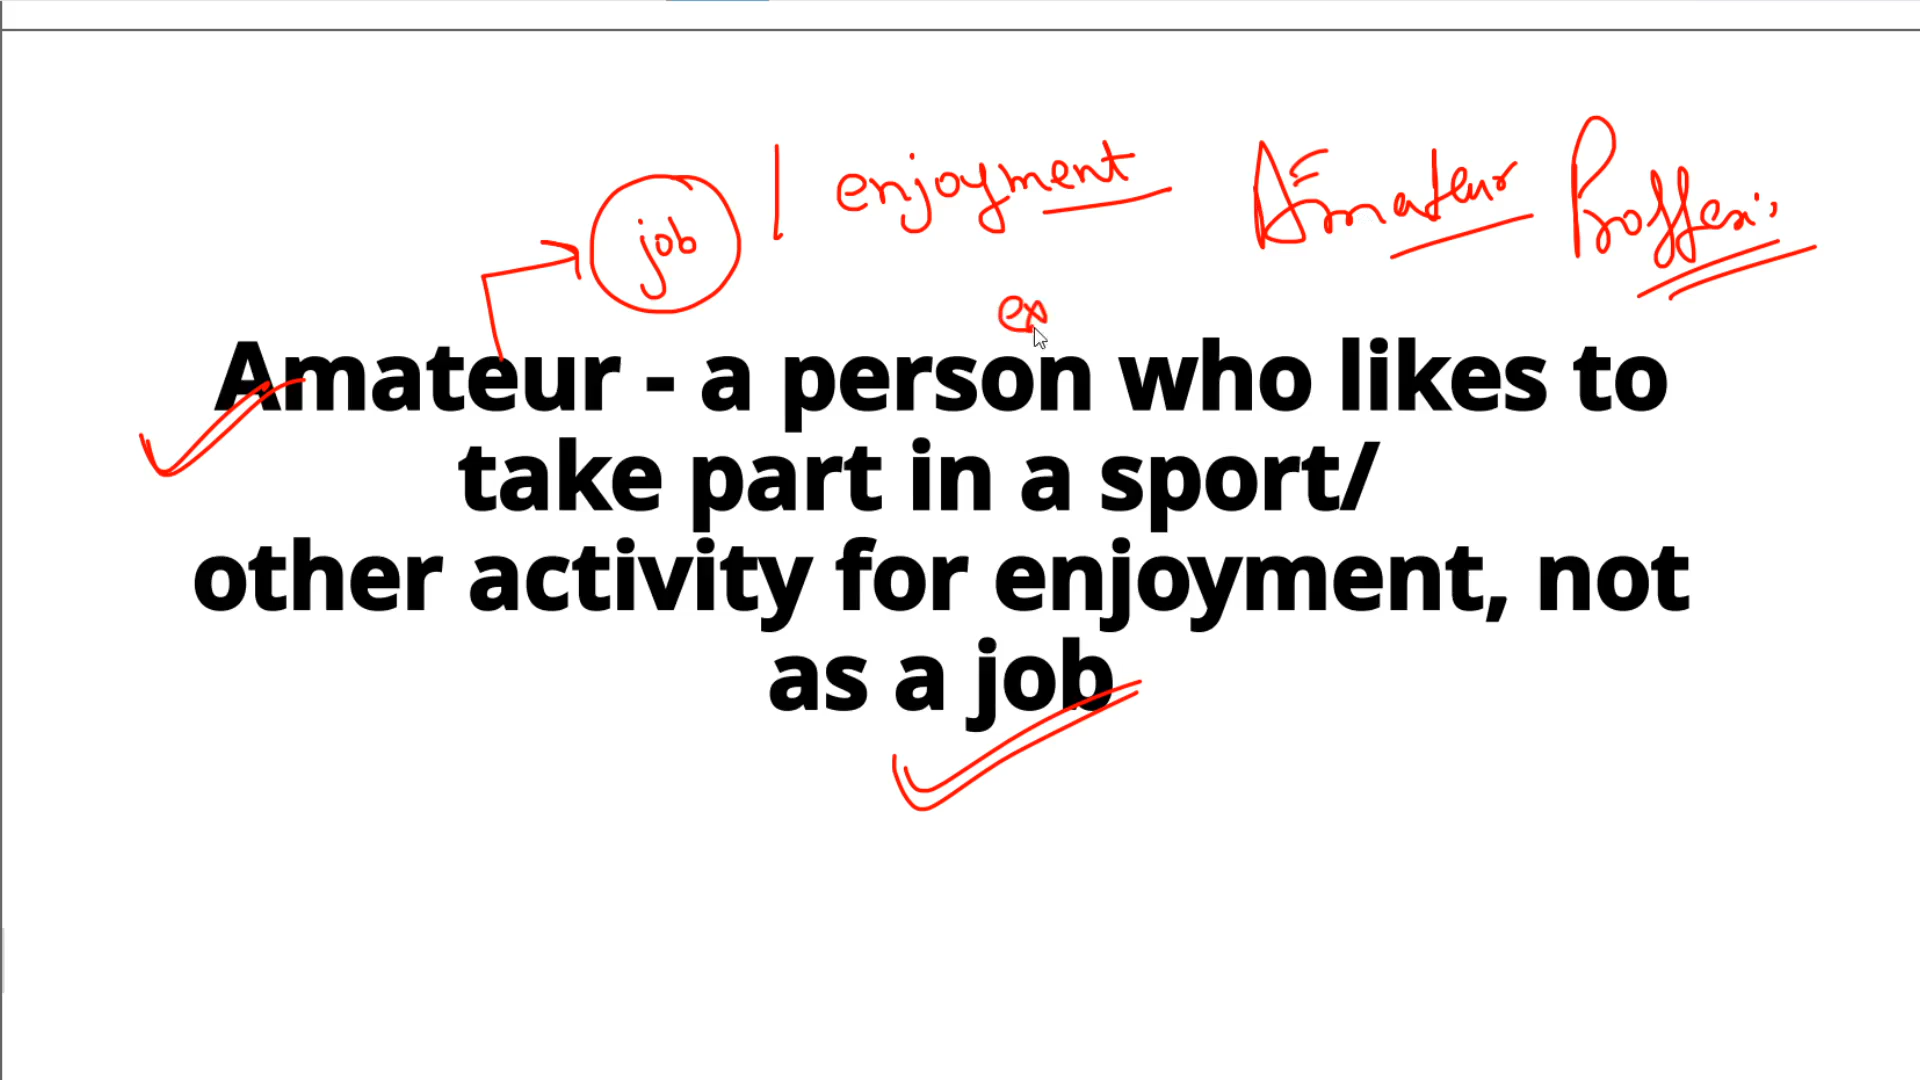 job | enjoyment Amateur Proffesi..
ex
Amateur - a person who likes to
take part in a sport/
other activity for enjoyment, not
as a job